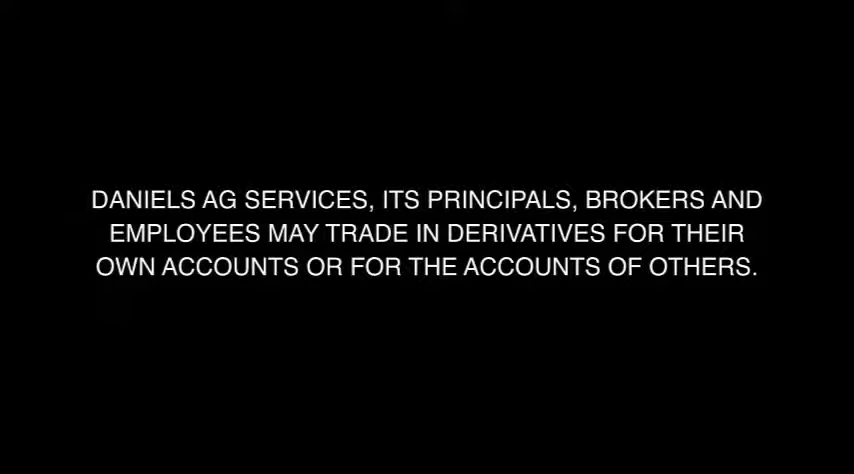 DANIELS AG SERVICES, ITS PRINCIPALS, BROKERS AND
EMPLOYEES MAY TRADE IN DERIVATIVES FOR THEIR
OWN ACCOUNTS OR FOR THE ACCOUNTS OF OTHERS.